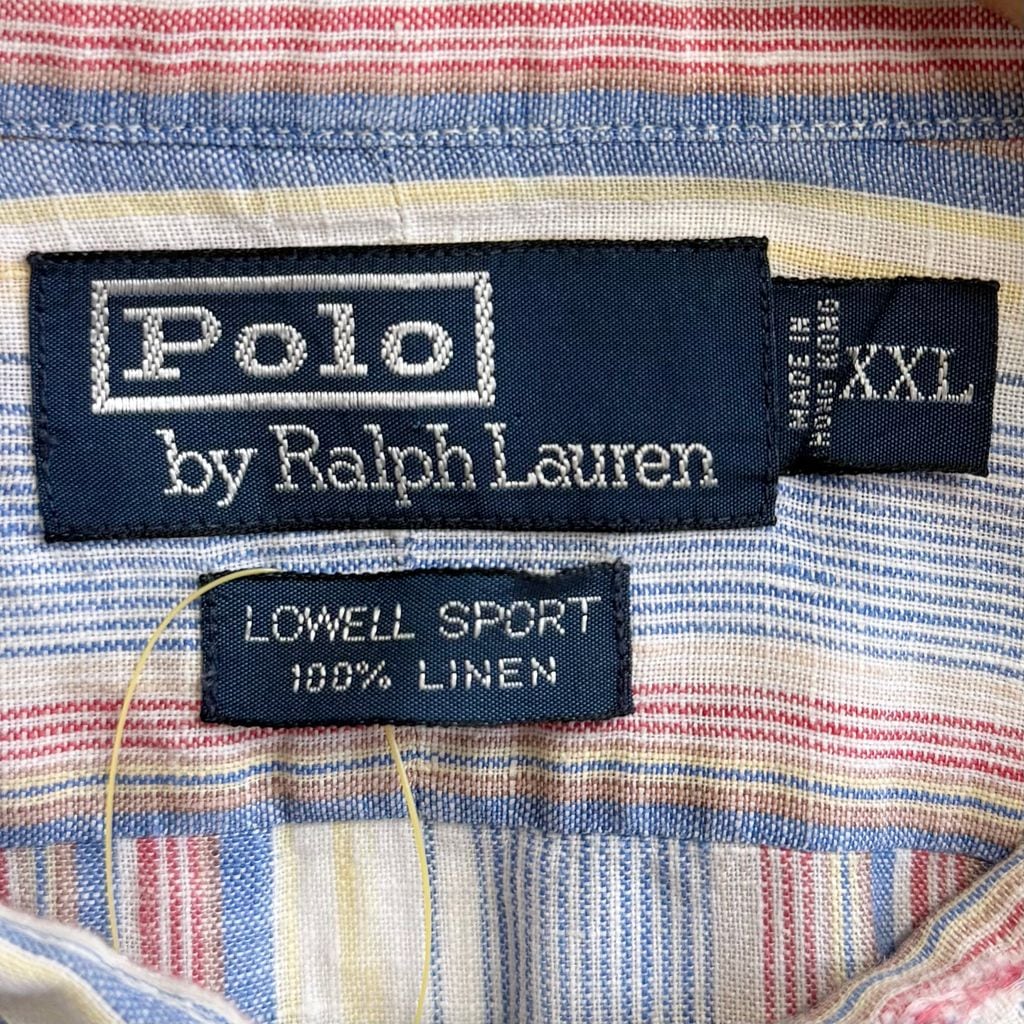 Polo
by Ralph Lauren
MADE IN
HONG KONG
XXL
LOWELL SPORT
100% LINEN